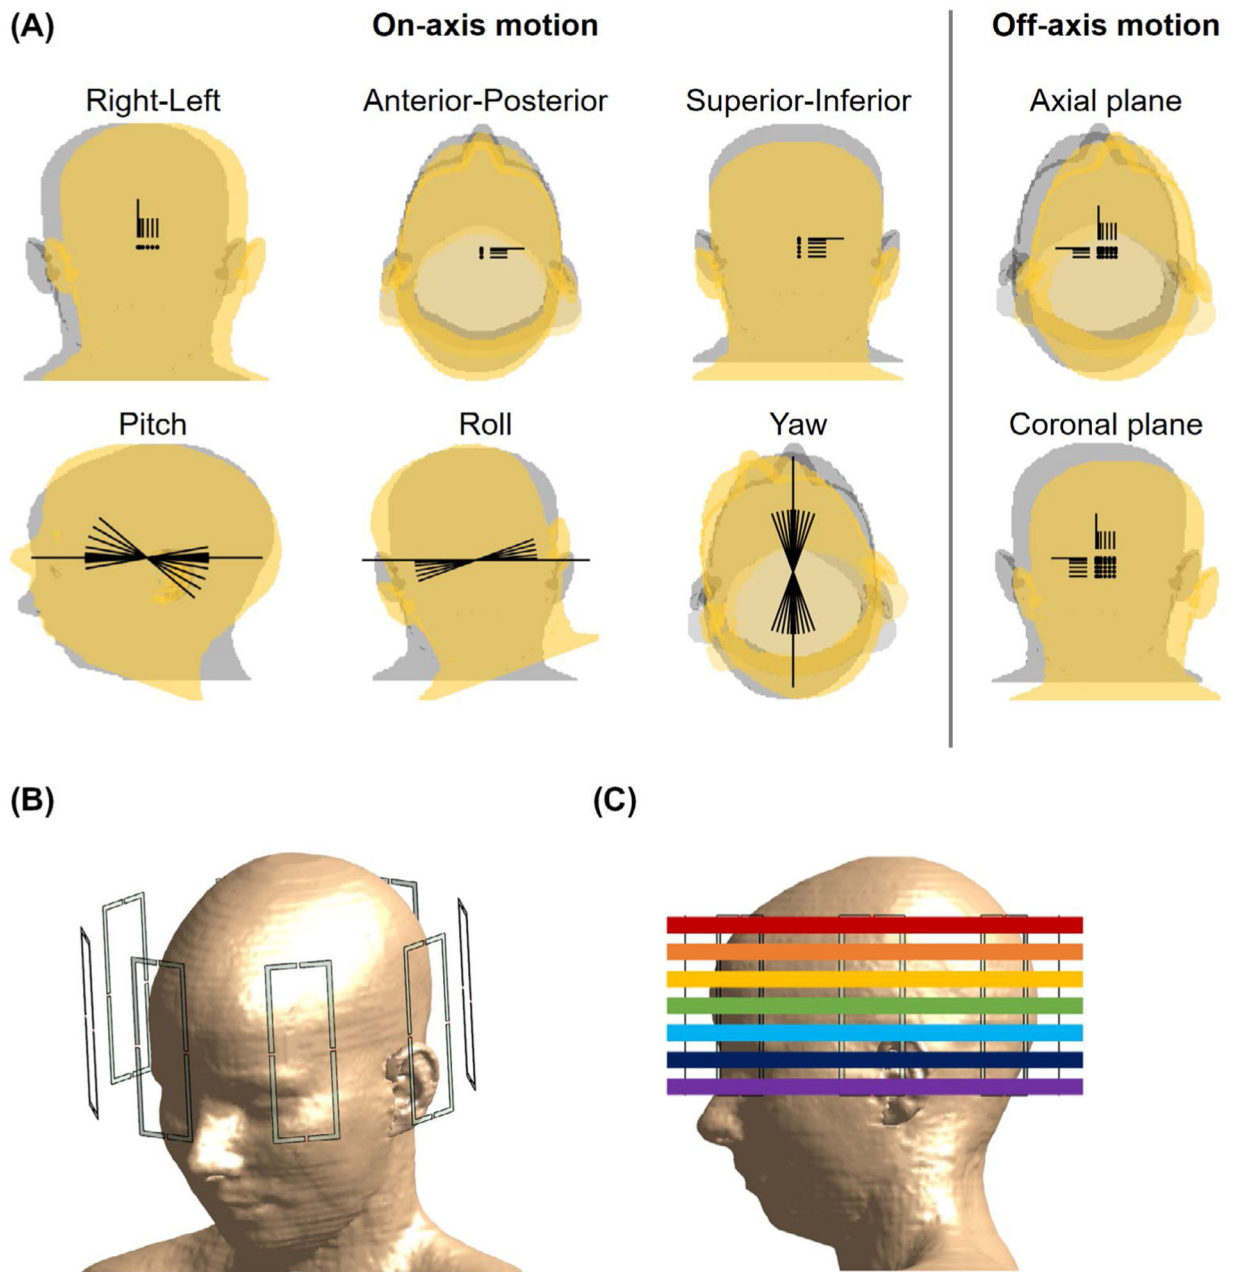 (A) On-axis motion Off-axis motion
Right-Left Anterior-Posterior Superior-Inferior Axial plane
Pitch Roll Yaw Coronal plane
(B) (C)